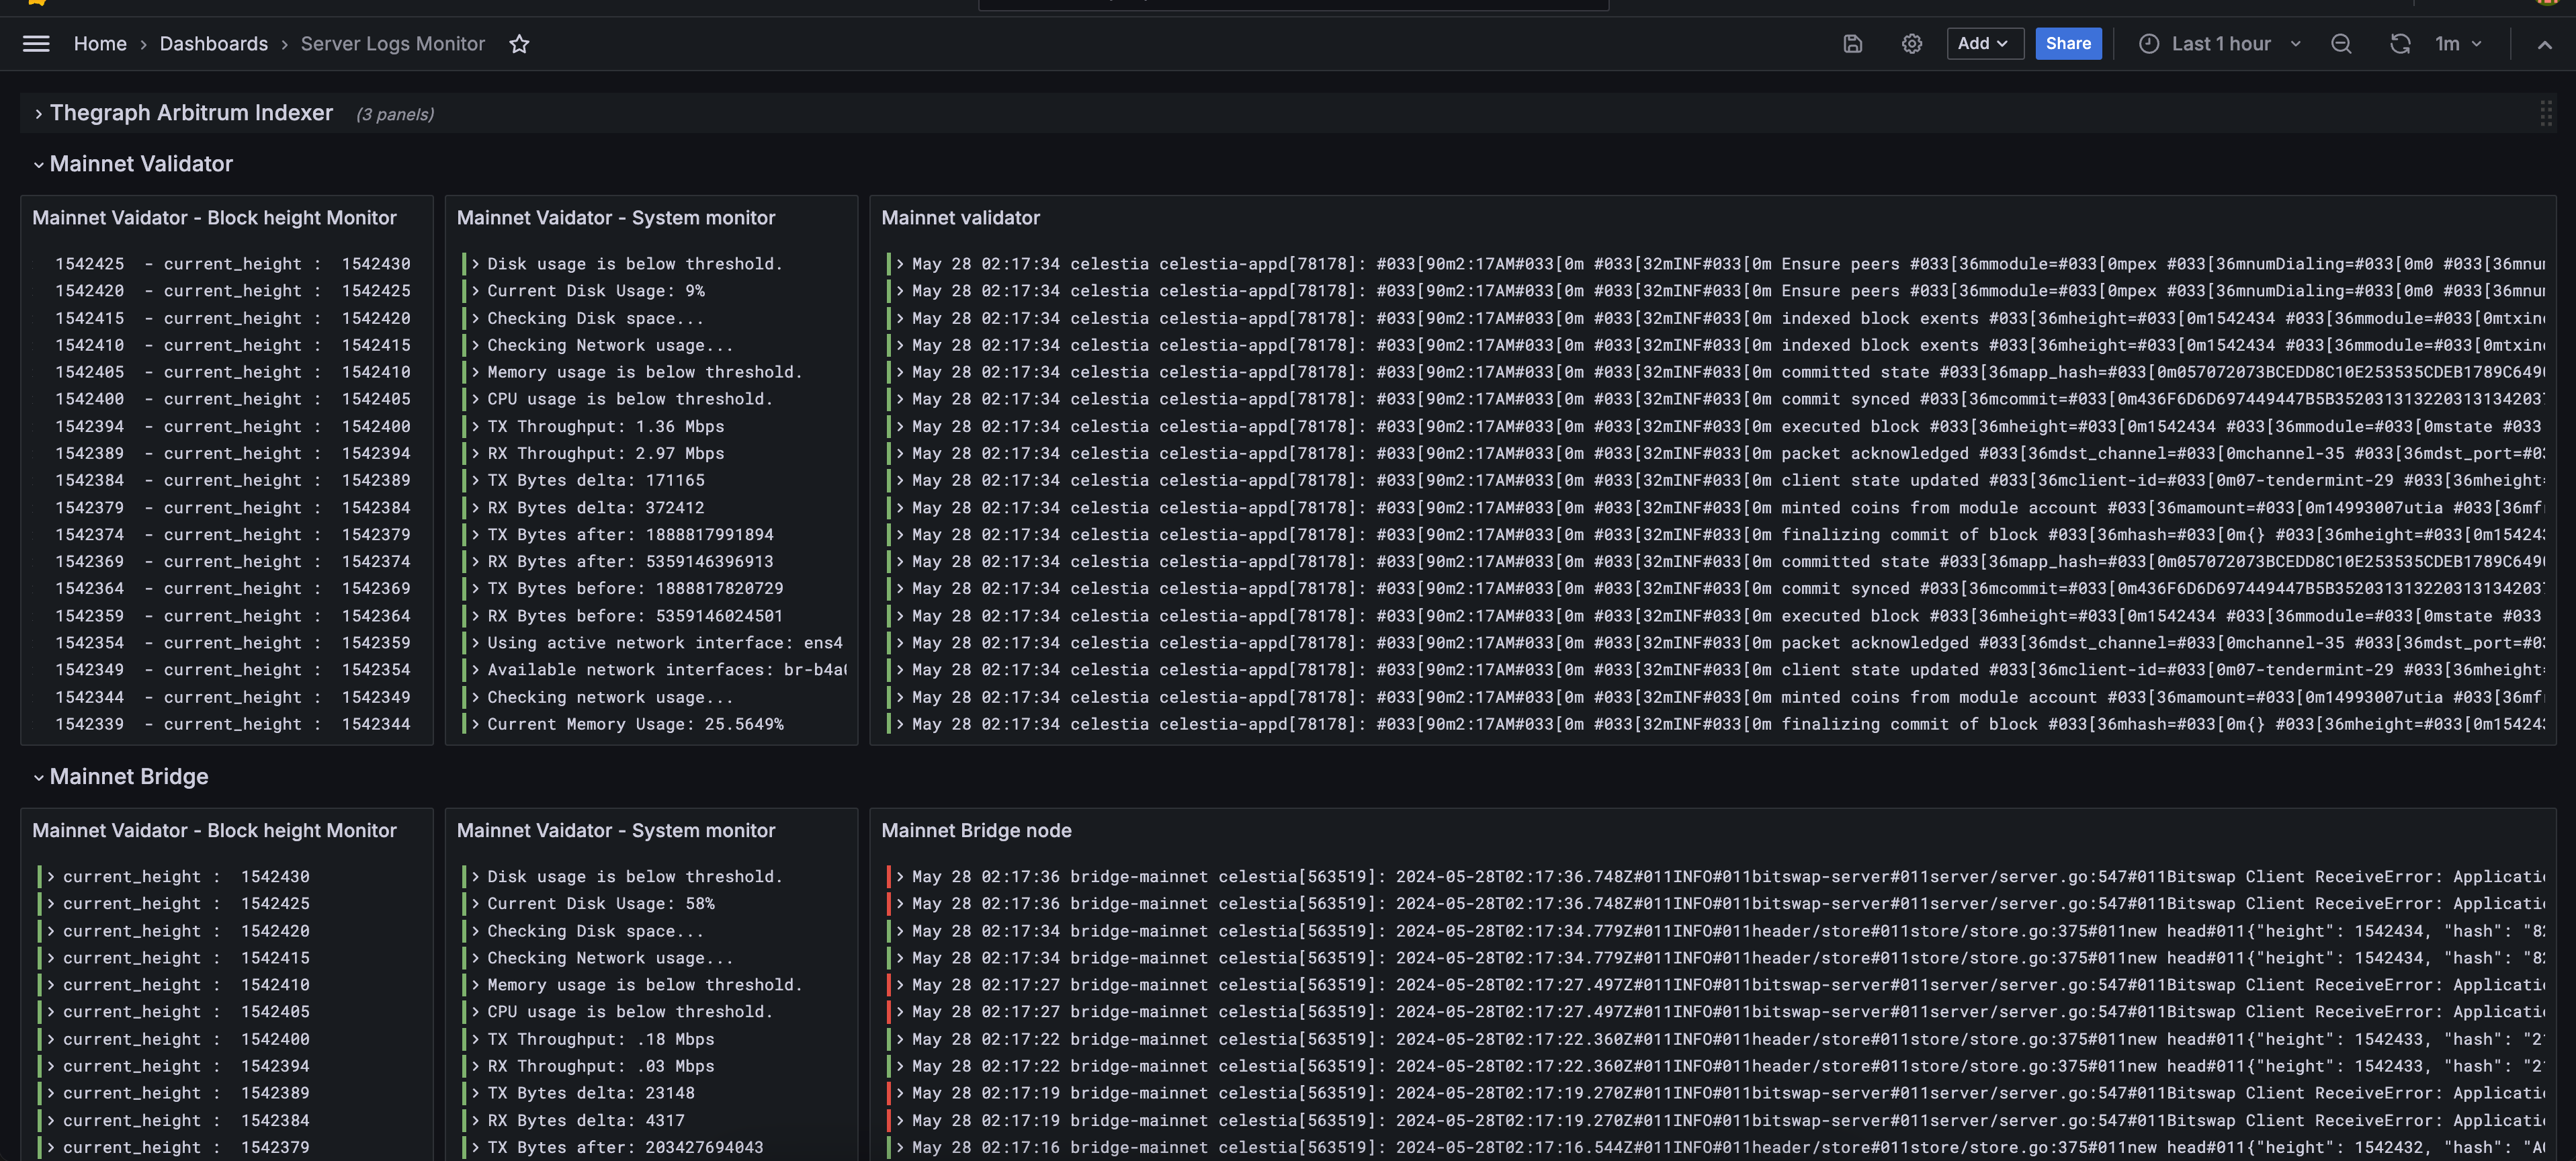 Home › Dashboards › Server Logs Monitor
Add
Share
Last 1 hour
1m
Thegraph Arbitrum Indexer (3 panels)
Mainnet Validator
Mainnet Vaidator - Block height Monitor
1542425 - current_height : 1542430
1542420 - current_height : 1542425
1542415 - current_height : 1542420
1542410 - current_height : 1542415
1542405 - current_height : 1542410
1542400 - current_height : 1542405
1542394 - current_height : 1542400
1542389 - current_height : 1542394
1542384 - current_height : 1542389
1542379 - current_height : 1542384
1542374 - current_height : 1542379
1542369 - current_height : 1542374
1542364 - current_height : 1542369
1542359 - current_height : 1542364
1542354 - current_height : 1542359
1542349 - current_height : 1542354
1542344 - current_height : 1542349
1542339 - current_height : 1542344
Mainnet Vaidator - System monitor
Disk usage is below threshold.
Current Disk Usage: 9%
Checking Disk space...
Checking Network usage...
Memory usage is below threshold.
CPU usage is below threshold.
TX Throughput: 1.36 Mbps
RX Throughput: 2.97 Mbps
TX Bytes delta: 171165
RX Bytes delta: 372412
TX Bytes after: 1888817991894
RX Bytes after: 5359146396913
TX Bytes before: 1888817820729
RX Bytes before: 5359146024501
Using active network interface: ens4
Available network interfaces: br-b4a
Checking network usage...
Current Memory Usage: 25.5649%
Mainnet validator
May 28 02:17:34 celestia celestia-appd[78178]: #033[90m2:17AM#033[0m #033[32mINF#033[0m Ensure peers #033[36mmodule=#033[0mpex #033[36mnumDialing=#033[0m0 #033[36mnu
May 28 02:17:34 celestia celestia-appd[78178]: #033[90m2:17AM#033[0m #033[32mINF#033[0m Ensure peers #033[36mmodule=#033[0mpex #033[36mnumDialing=#033[0m0 #033[36mnu
May 28 02:17:34 celestia celestia-appd[78178]: #033[90m2:17AM#033[0m #033[32mINF#033[0m indexed block exents #033[36mheight=#033[0m1542434 #033[36mmodule=#033[0mtxin
May 28 02:17:34 celestia celestia-appd[78178]: #033[90m2:17AM#033[0m #033[32mINF#033[0m indexed block exents #033[36mheight=#033[0m1542434 #033[36mmodule=#033[0mtxin
May 28 02:17:34 celestia celestia-appd[78178]: #033[90m2:17AM#033[0m #033[32mINF#033[0m committed state #033[36mapp_hash=#033[0m057072073BCEDD8C10E253535CDEB1789C649
May 28 02:17:34 celestia celestia-appd[78178]: #033[90m2:17AM#033[0m #033[32mINF#033[0m commit synced #033[36mcommit=#033[0m436F6D6D697449447B5B352031313220313134203
May 28 02:17:34 celestia celestia-appd[78178]: #033[90m2:17AM#033[0m #033[32mINF#033[0m executed block #033[36mheight=#033[0m1542434 #033[36mmodule=#033[0mstate #033
May 28 02:17:34 celestia celestia-appd[78178]: #033[90m2:17AM#033[0m #033[32mINF#033[0m packet acknowledged #033[36mdst_channel=#033[0mchannel-35 #033[36mdst_port=#0
May 28 02:17:34 celestia celestia-appd[78178]: #033[90m2:17AM#033[0m #033[32mINF#033[0m client state updated #033[36mclient-id=#033[0m07-tendermint-29 #033[36mheight=
May 28 02:17:34 celestia celestia-appd[78178]: #033[90m2:17AM#033[0m #033[32mINF#033[0m minted coins from module account #033[36mamount=#033[0m14993007utia #033[36mf
May 28 02:17:34 celestia celestia-appd[78178]: #033[90m2:17AM#033[0m #033[32mINF#033[0m finalizing commit of block #033[36mhash=#033[0m{} #033[36mheight=#033[0m15424
May 28 02:17:34 celestia celestia-appd[78178]: #033[90m2:17AM#033[0m #033[32mINF#033[0m committed state #033[36mapp_hash=#033[0m057072073BCEDD8C10E253535CDEB1789C649
May 28 02:17:34 celestia celestia-appd[78178]: #033[90m2:17AM#033[0m #033[32mINF#033[0m commit synced #033[36mcommit=#033[0m436F6D6D697449447B5B352031313220313134203
May 28 02:17:34 celestia celestia-appd[78178]: #033[90m2:17AM#033[0m #033[32mINF#033[0m executed block #033[36mheight=#033[0m1542434 #033[36mmodule=#033[0mstate #033
May 28 02:17:34 celestia celestia-appd[78178]: #033[90m2:17AM#033[0m #033[32mINF#033[0m packet acknowledged #033[36mdst_channel=#033[0mchannel-35 #033[36mdst_port=#0
May 28 02:17:34 celestia celestia-appd[78178]: #033[90m2:17AM#033[0m #033[32mINF#033[0m client state updated #033[36mclient-id=#033[0m07-tendermint-29 #033[36mheight=
May 28 02:17:34 celestia celestia-appd[78178]: #033[90m2:17AM#033[0m #033[32mINF#033[0m minted coins from module account #033[36mamount=#033[0m14993007utia #033[36mf
May 28 02:17:34 celestia celestia-appd[78178]: #033[90m2:17AM#033[0m #033[32mINF#033[0m finalizing commit of block #033[36mhash=#033[0m{} #033[36mheight=#033[0m15424
Mainnet Bridge
Mainnet Vaidator - Block height Monitor
current_height : 1542430
current_height : 1542425
current_height : 1542420
current_height : 1542415
current_height : 1542410
current_height : 1542405
current_height : 1542400
current_height : 1542394
current_height : 1542389
current_height : 1542384
current_height : 1542379
Mainnet Vaidator - System monitor
Disk usage is below threshold.
Current Disk Usage: 58%
Checking Disk space...
Checking Network usage...
Memory usage is below threshold.
CPU usage is below threshold.
TX Throughput: .18 Mbps
RX Throughput: .03 Mbps
TX Bytes delta: 23148
RX Bytes delta: 4317
TX Bytes after: 203427694043
Mainnet Bridge node
May 28 02:17:36 bridge-mainnet celestia[563519]: 2024-05-28T02:17:36.748Z#011INFO#011bitswap-server#011server/server.go:547#011Bitswap Client ReceiveError: Applicati
May 28 02:17:36 bridge-mainnet celestia[563519]: 2024-05-28T02:17:36.748Z#011INFO#011bitswap-server#011server/server.go:547#011Bitswap Client ReceiveError: Applicati
May 28 02:17:34 bridge-mainnet celestia[563519]: 2024-05-28T02:17:34.779Z#011INFO#011header/store#011store/store.go:375#011new head#011{"height": 1542434, "hash": "8
May 28 02:17:34 bridge-mainnet celestia[563519]: 2024-05-28T02:17:34.779Z#011INFO#011header/store#011store/store.go:375#011new head#011{"height": 1542434, "hash": "8
May 28 02:17:27 bridge-mainnet celestia[563519]: 2024-05-28T02:17:27.497Z#011INFO#011bitswap-server#011server/server.go:547#011Bitswap Client ReceiveError: Applicati
May 28 02:17:27 bridge-mainnet celestia[563519]: 2024-05-28T02:17:27.497Z#011INFO#011bitswap-server#011server/server.go:547#011Bitswap Client ReceiveError: Applicati
May 28 02:17:22 bridge-mainnet celestia[563519]: 2024-05-28T02:17:22.360Z#011INFO#011header/store#011store/store.go:375#011new head#011{"height": 1542433, "hash": "2
May 28 02:17:22 bridge-mainnet celestia[563519]: 2024-05-28T02:17:22.360Z#011INFO#011header/store#011store/store.go:375#011new head#011{"height": 1542433, "hash": "2
May 28 02:17:19 bridge-mainnet celestia[563519]: 2024-05-28T02:17:19.270Z#011INFO#011bitswap-server#011server/server.go:547#011Bitswap Client ReceiveError: Applicati
May 28 02:17:19 bridge-mainnet celestia[563519]: 2024-05-28T02:17:19.270Z#011INFO#011bitswap-server#011server/server.go:547#011Bitswap Client ReceiveError: Applicati
May 28 02:17:16 bridge-mainnet celestia[563519]: 2024-05-28T02:17:16.544Z#011INFO#011header/store#011store/store.go:375#011new head#011{"height": 1542432, "hash": "A